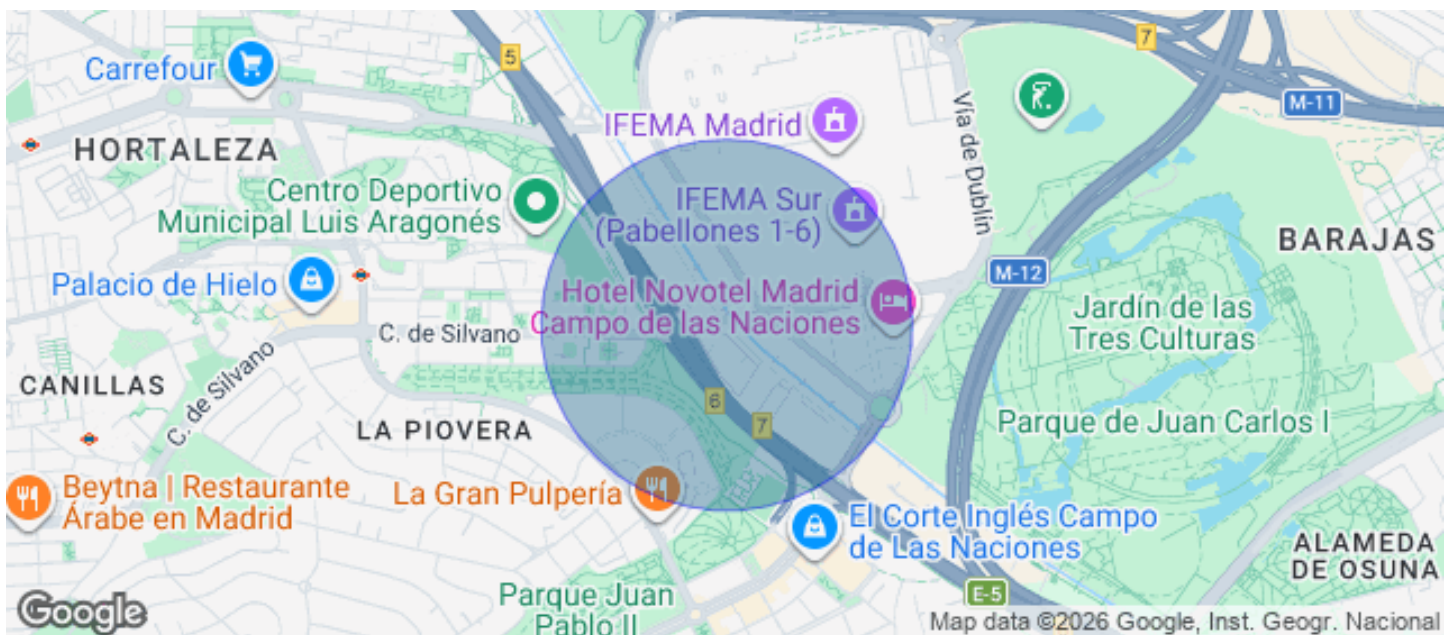 5
7
Carrefour
M-11
IFEMA Madrid
Vía de Dublín
HORTALEZA
Centro Deportivo
Municipal Luis Aragonés
IFEMA Sur
(Pabellones 1-6)
BARAJAS
Palacio de Hielo
M-12
Hotel Novotel Madrid
Campo de las Naciones
Jardín de las
Tres Culturas
C. de Silvano
CANILLAS
C. de Silvano
6
7
LA PIOVERA
Parque de Juan Carlos I
Beytna | Restaurante
Árabe en Madrid
La Gran Pulpería
El Corte Inglés Campo
de Las Naciones
ALAMEDA
DE OSUNA
E-5
Parque Juan
Pablo II
Google
Map data ©2026 Google, Inst. Geogr. Nacional